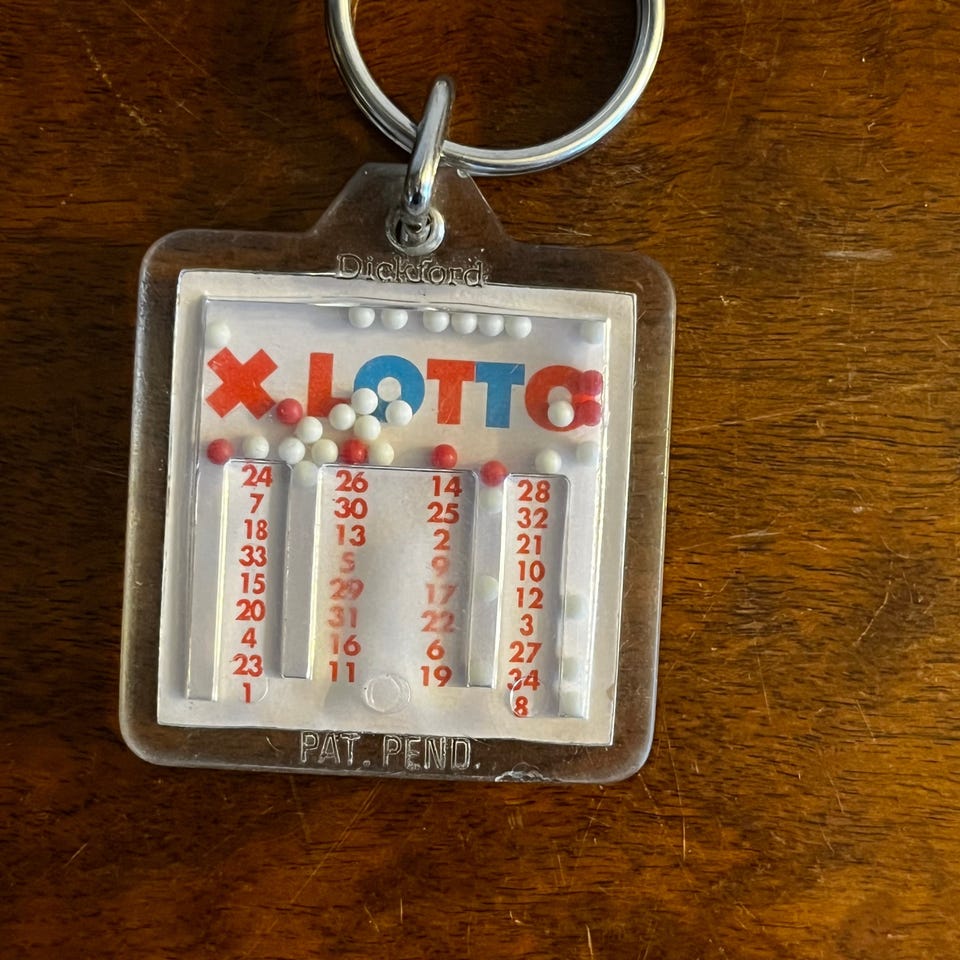 Dickford
X LOTTO
24 26 14 28
7 30 25 32
18 13 2 21
33 5 9 10
15 29 17 12
20 31 22 3
4 16 6 27
23 11 19 34
1 8
PAT. PEND.